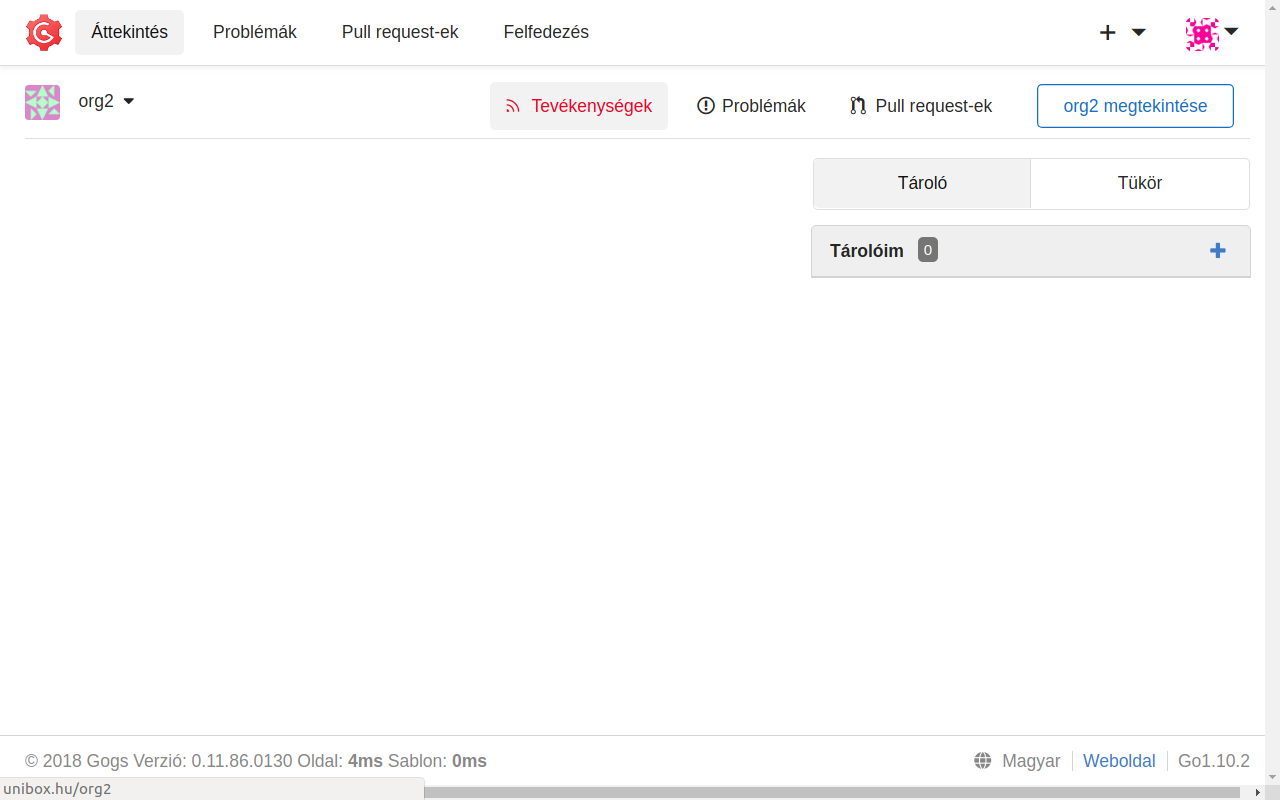 Áttekintés Problémák Pull request-ek Felfedezés
org2 Tevékenységek Problémák Pull request-ek org2 megtekintése
Tároló Tükör
Tárolóim 0
© 2018 Gogs Verzió: 0.11.86.0130 Oldal: 4ms Sablon: 0ms Magyar Weboldal Go1.10.2
unibox.hu/org2